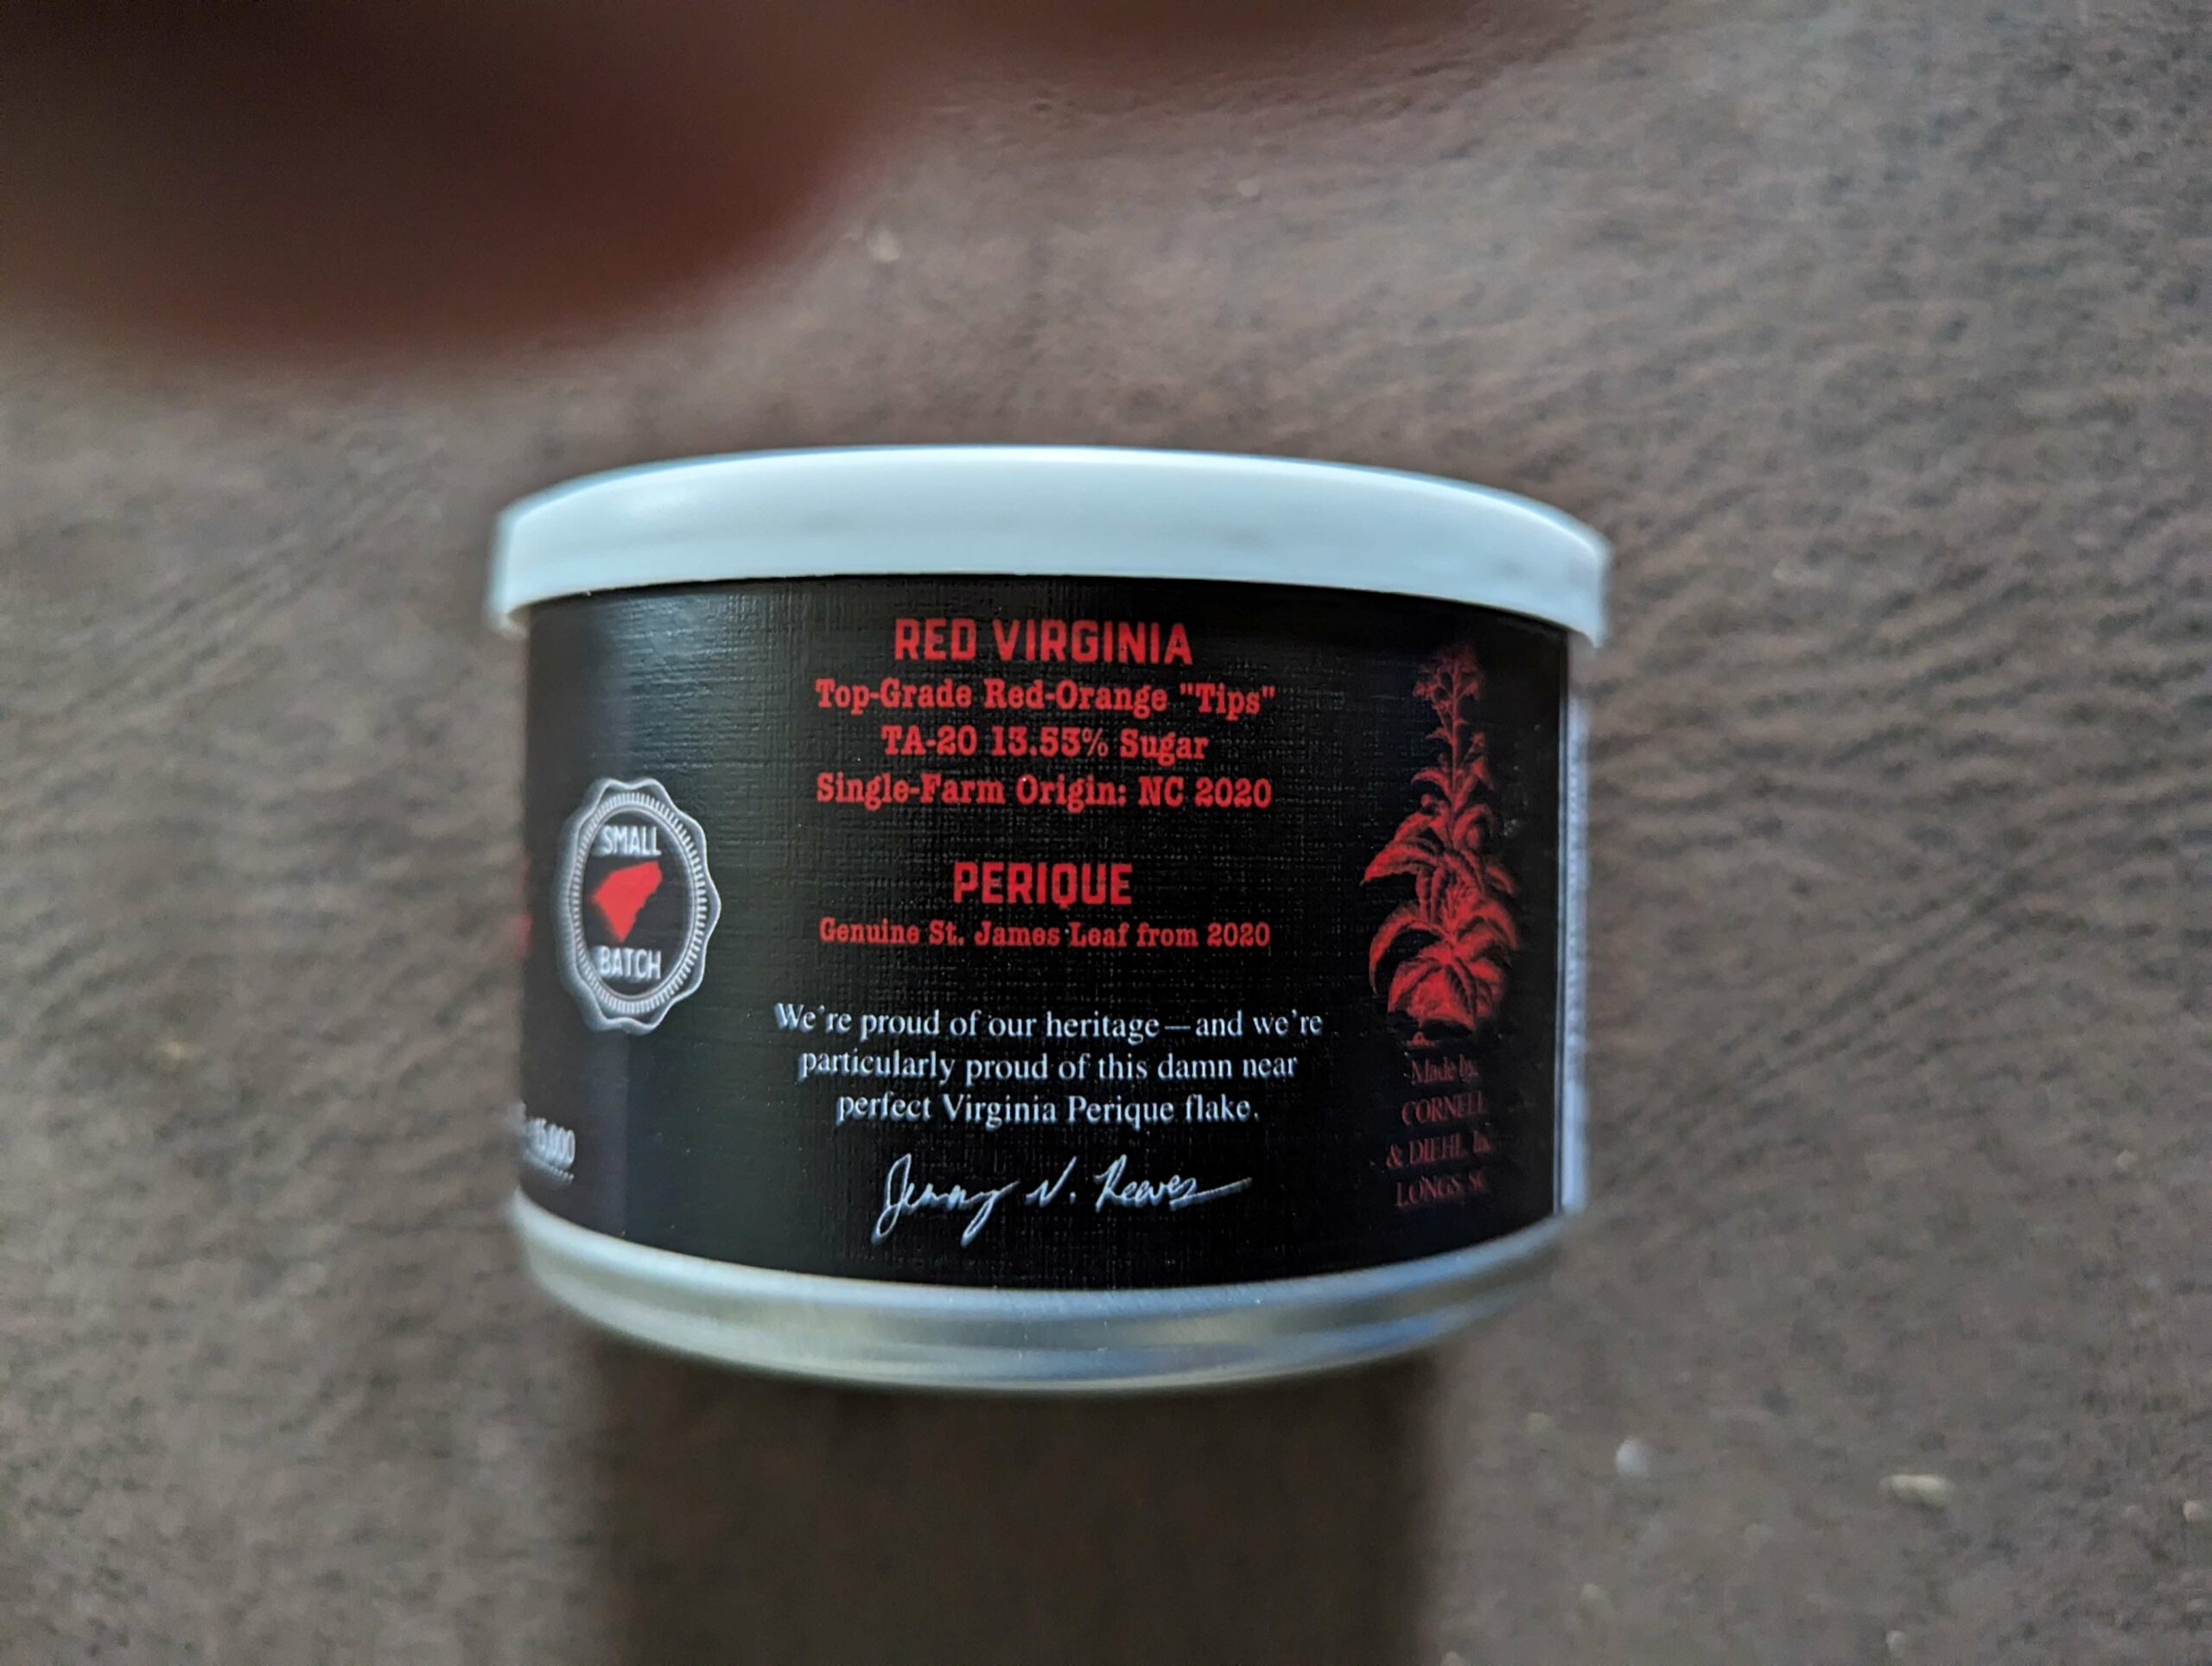 RED VIRGINIA
Top-Grade Red-Orange "Tips"
TA-20 13.53% Sugar
Single-Farm Origin: NC 2020
PERIQUE
Genuine St. James Leaf from 2020
We're proud of our heritage—and we're
particularly proud of this damn near
perfect Virginia Perique flake.
Jenny N. Reeves
SMALL
BATCH
Made by:
CORNELL
& DIEHL, Inc
LONGS, SC